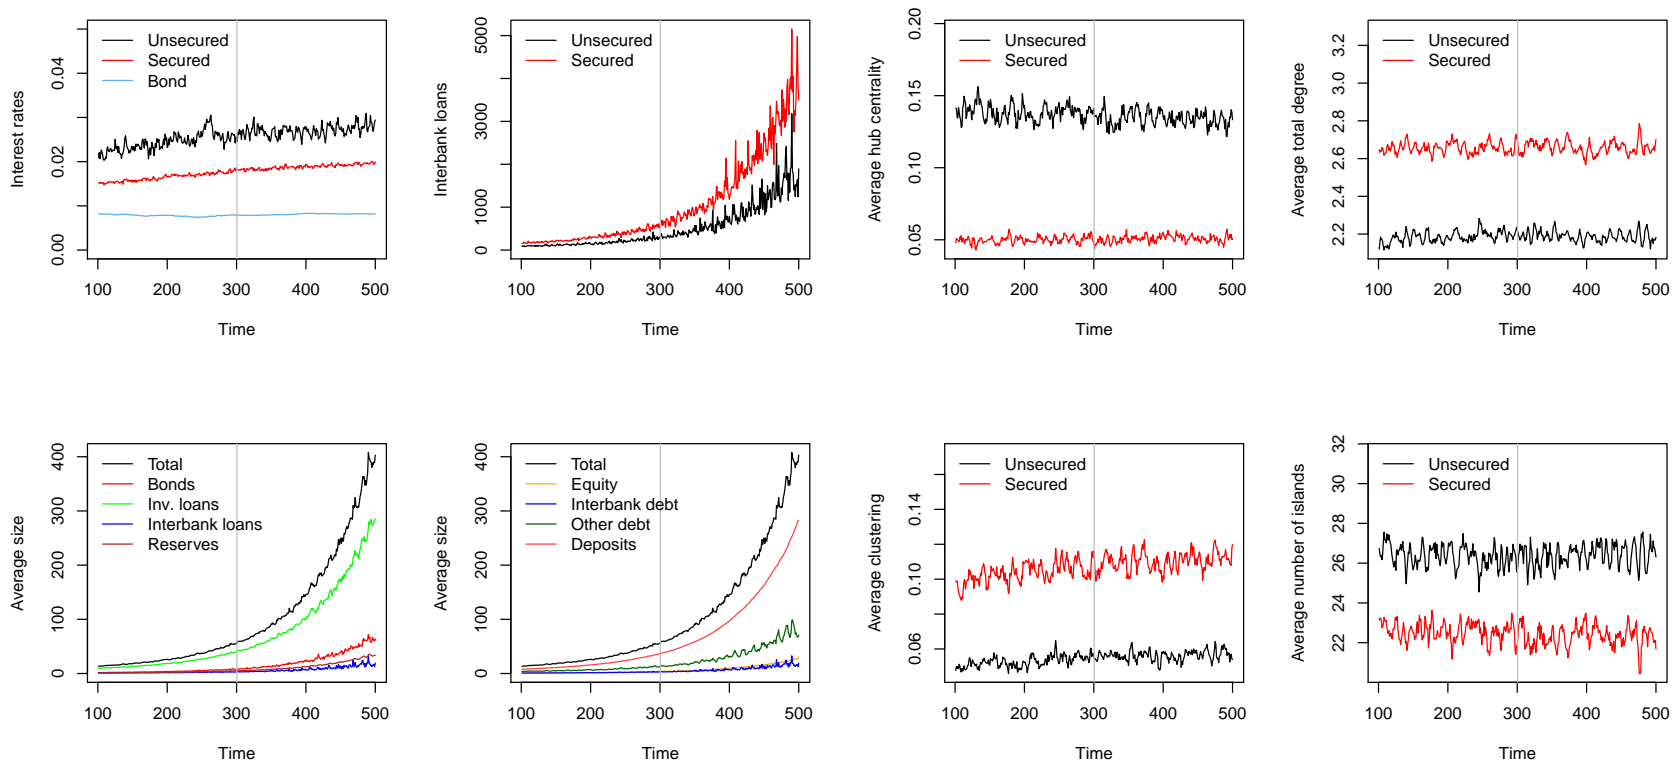 Interest rates
0.00
0.02
0.04
Unsecured
Secured
Bond
100
200
300
400
500
Time
Interbank loans
0
1000
3000
5000
Unsecured
Secured
100
200
300
400
500
Time
Average hub centrality
0.05
0.10
0.15
0.20
Unsecured
Secured
100
200
300
400
500
Time
Average total degree
2.2
2.4
2.6
2.8
3.0
3.2
Unsecured
Secured
100
200
300
400
500
Time
Average size
0
100
200
300
400
Total
Bonds
Inv. loans
Interbank loans
Reserves
100
200
300
400
500
Time
Average size
0
100
200
300
400
Total
Equity
Interbank debt
Other debt
Deposits
100
200
300
400
500
Time
Average clustering
0.06
0.10
0.14
Unsecured
Secured
100
200
300
400
500
Time
Average number of islands
22
24
26
28
30
32
Unsecured
Secured
100
200
300
400
500
Time